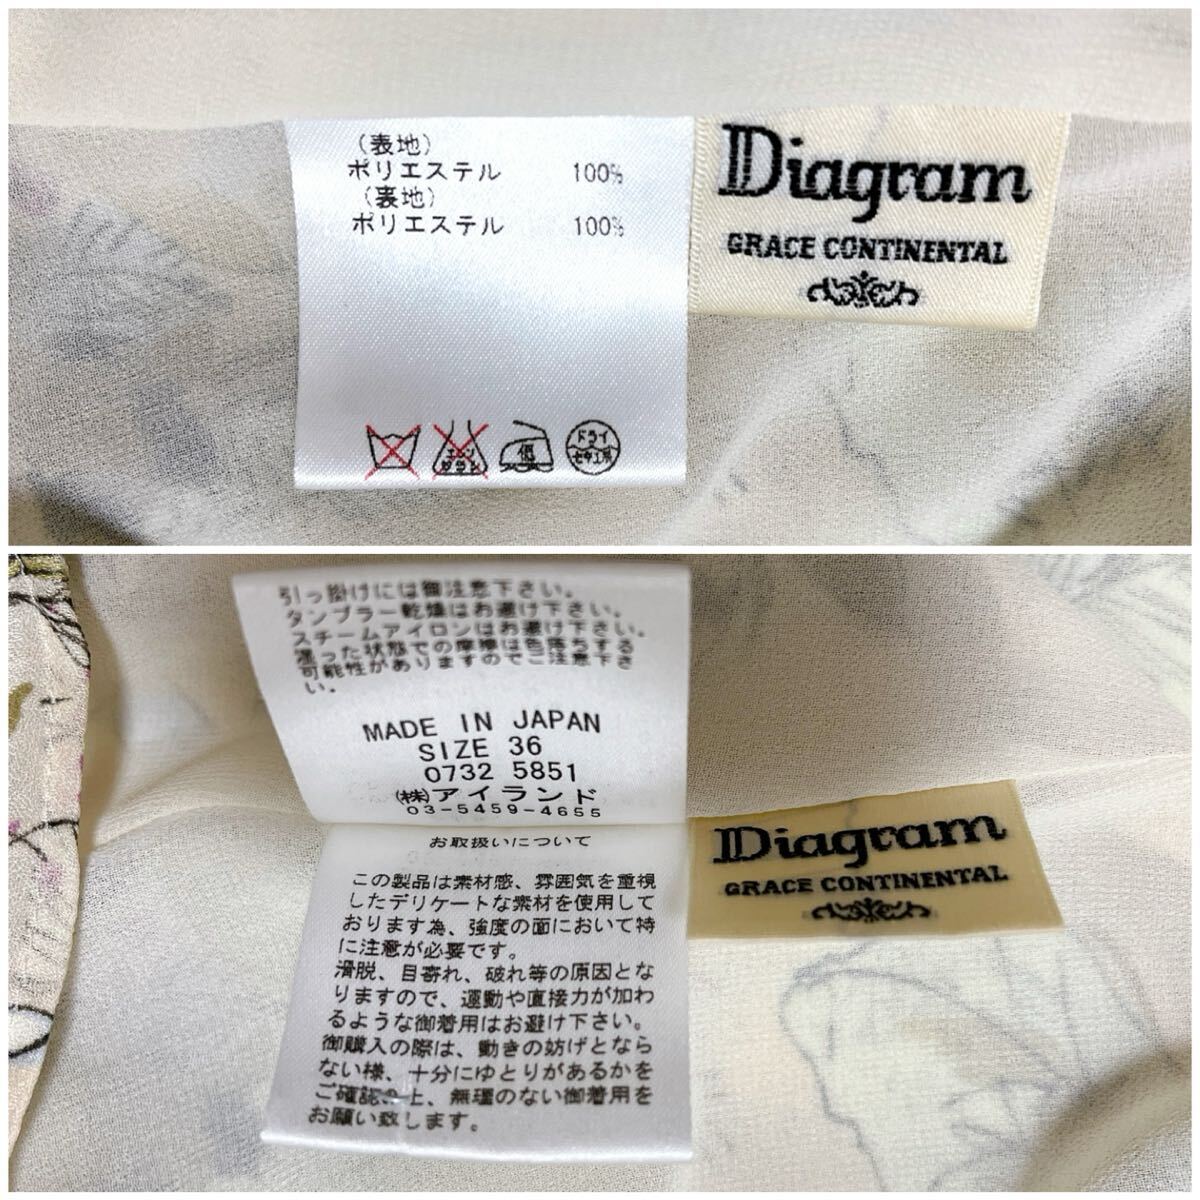 (表地)
ポリエステル 100%
(裏地)
ポリエステル 100%
エンソ
サラシ
低
ドライ
セキユ系
Diagram
GRACE CONTINENTAL
引っ掛けには御注意下さい。
タンブラー乾燥はお避け下さい。
スチームアイロンはお避け下さい。
湿った状態での摩擦は色落ちする
可能性がありますのでご注意下さ
い。
MADE IN JAPAN
SIZE 36
0732 5851
(株)アイランド
03-5459-4655
お取扱いについて
この製品は素材感、雰囲気を重視
したデリケートな素材を使用して
おります為、強度の面において特
に注意が必要です。
滑脱、目寄れ、破れ等の原因とな
りますので、運動や直接力が加わ
るような御着用はお避け下さい。
御購入の際は、動きの妨げとなら
ない様、十分にゆとりがあるかを
ご確認の上、無理のない御着用を
お願い致します。
Diagram
GRACE CONTINENTAL